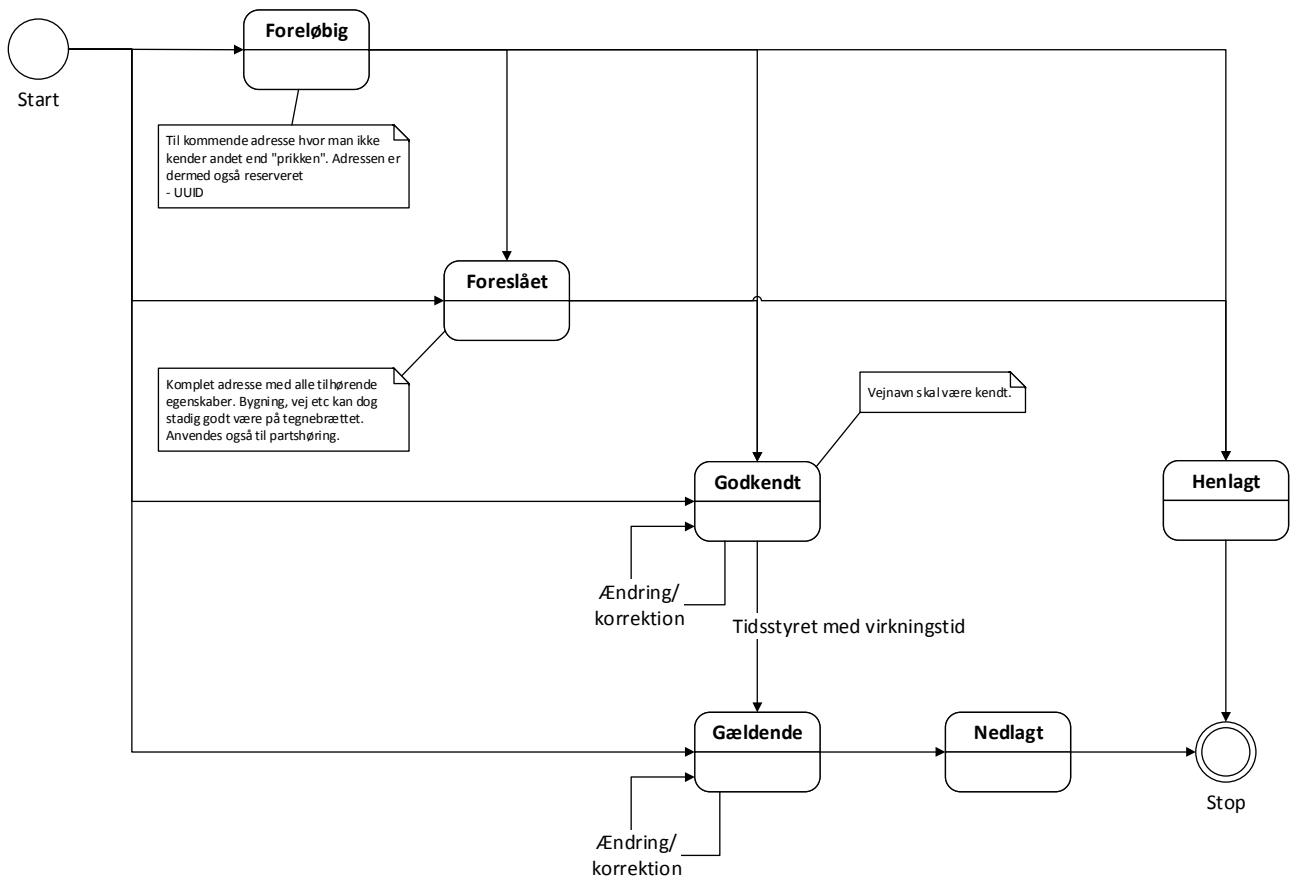 Foreløbig
Start
Til kommende adresse hvor man ikke
kender andet end "prikken". Adressen er
dermed også reserveret
- UUID
Foreslået
Komplet adresse med alle tilhørende
egenskaber. Bygning, vej etc kan dog
stadig godt være på tegnebrættet.
Anvendes også til partshøring.
Vejnavn skal være kendt.
Godkendt
Henlagt
Ændring/
korrektion
Tidsstyret med virkningstid
Gældende
Nedlagt
Stop
Ændring/
korrektion